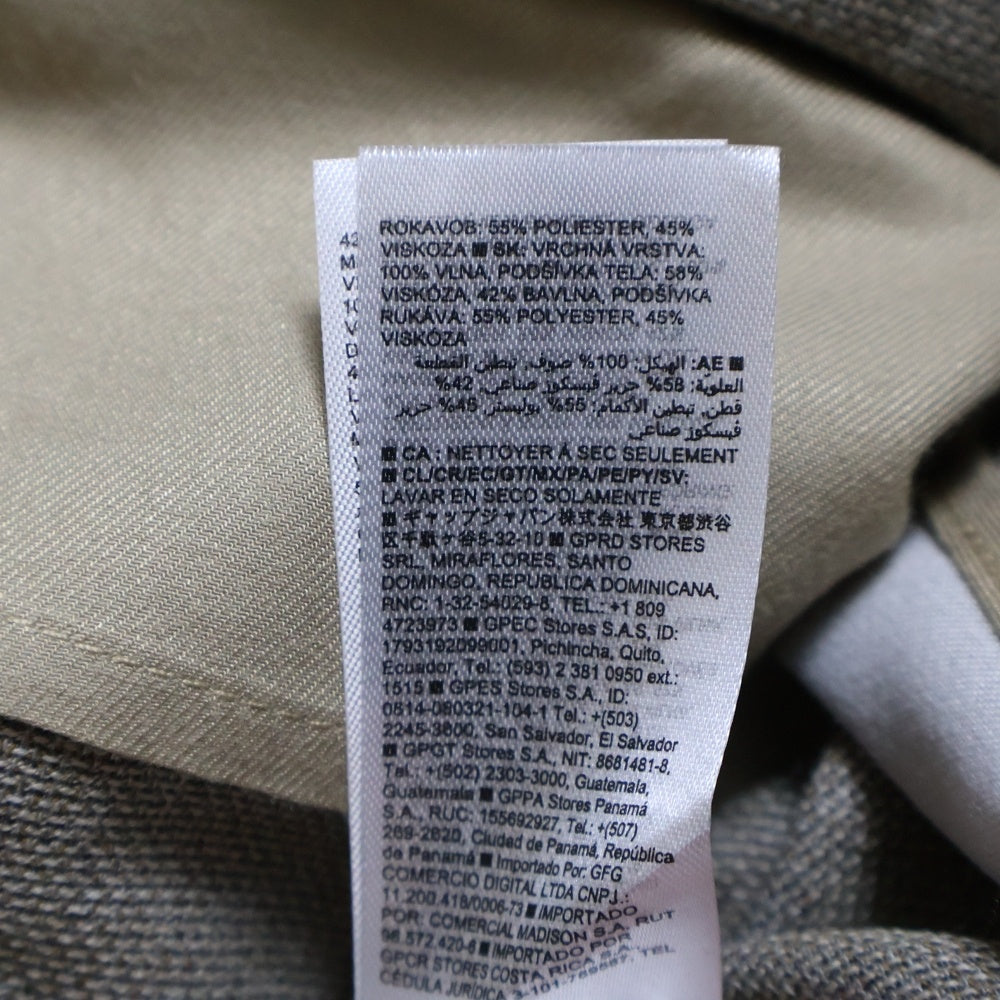 ROKAVOB: 55% POLIESTER, 45%
VISKOZA ■ SK: VRCHNÁ VRSTVA:
100% VLNA, PODŠÍVKA TELA: 58%
VISKÓZA, 42% BAVLNA, PODŠÍVKA
RUKÁVA: 55% POLYESTER, 45%
VISKÓZA
■ AE: الهيكل: 100% صوف, تبطين القطعة
العلوية: 58% حرير فيسكوز صناعي, 42%
قطن, تبطين الأكمام: 55% بوليستر, 45% حرير
فيسكوز صناعي
■ CA : NETTOYER À SEC SEULEMENT
■ CL/CR/EC/GT/MX/PA/PE/PY/SV:
LAVAR EN SECO SOLAMENTE
■ ギャップジャパン株式会社 東京都渋谷
区千駄ヶ谷5-32-10 ■ GPRD STORES
SRL, MIRAFLORES, SANTO
DOMINGO, REPUBLICA DOMINICANA,
RNC: 1-32-54029-8, TEL.: +1 809
4723973 ■ GPEC Stores S.A.S, ID:
1793192099001, Pichincha, Quito,
Ecuador, Tel.: (593) 2 381 0950 ext.:
1515 ■ GPES Stores S.A., ID:
0814-080321-104-1 Tel.: +(503)
2245-3800, San Salvador, El Salvador
■ GPGT Stores S.A., NIT: 8681481-8,
Tel.: +(502) 2303-3000, Guatemala,
Guatemala ■ GPPA Stores Panamá
S.A., RUC: 155692927, Tel.: +(507)
269-2620, Ciudad de Panamá, República
de Panamá ■ Importado Por: GFG
COMERCIO DIGITAL LTDA CNPJ.:
11.200.418/0006-73 ■ IMPORTADO
POR: COMERCIAL MADISON S.A. RUT
96.572.420-6 ■ IMPORTADO POR:
GPCR STORES COSTA RICA S.A.
CÉDULA JURÍDICA, TEL